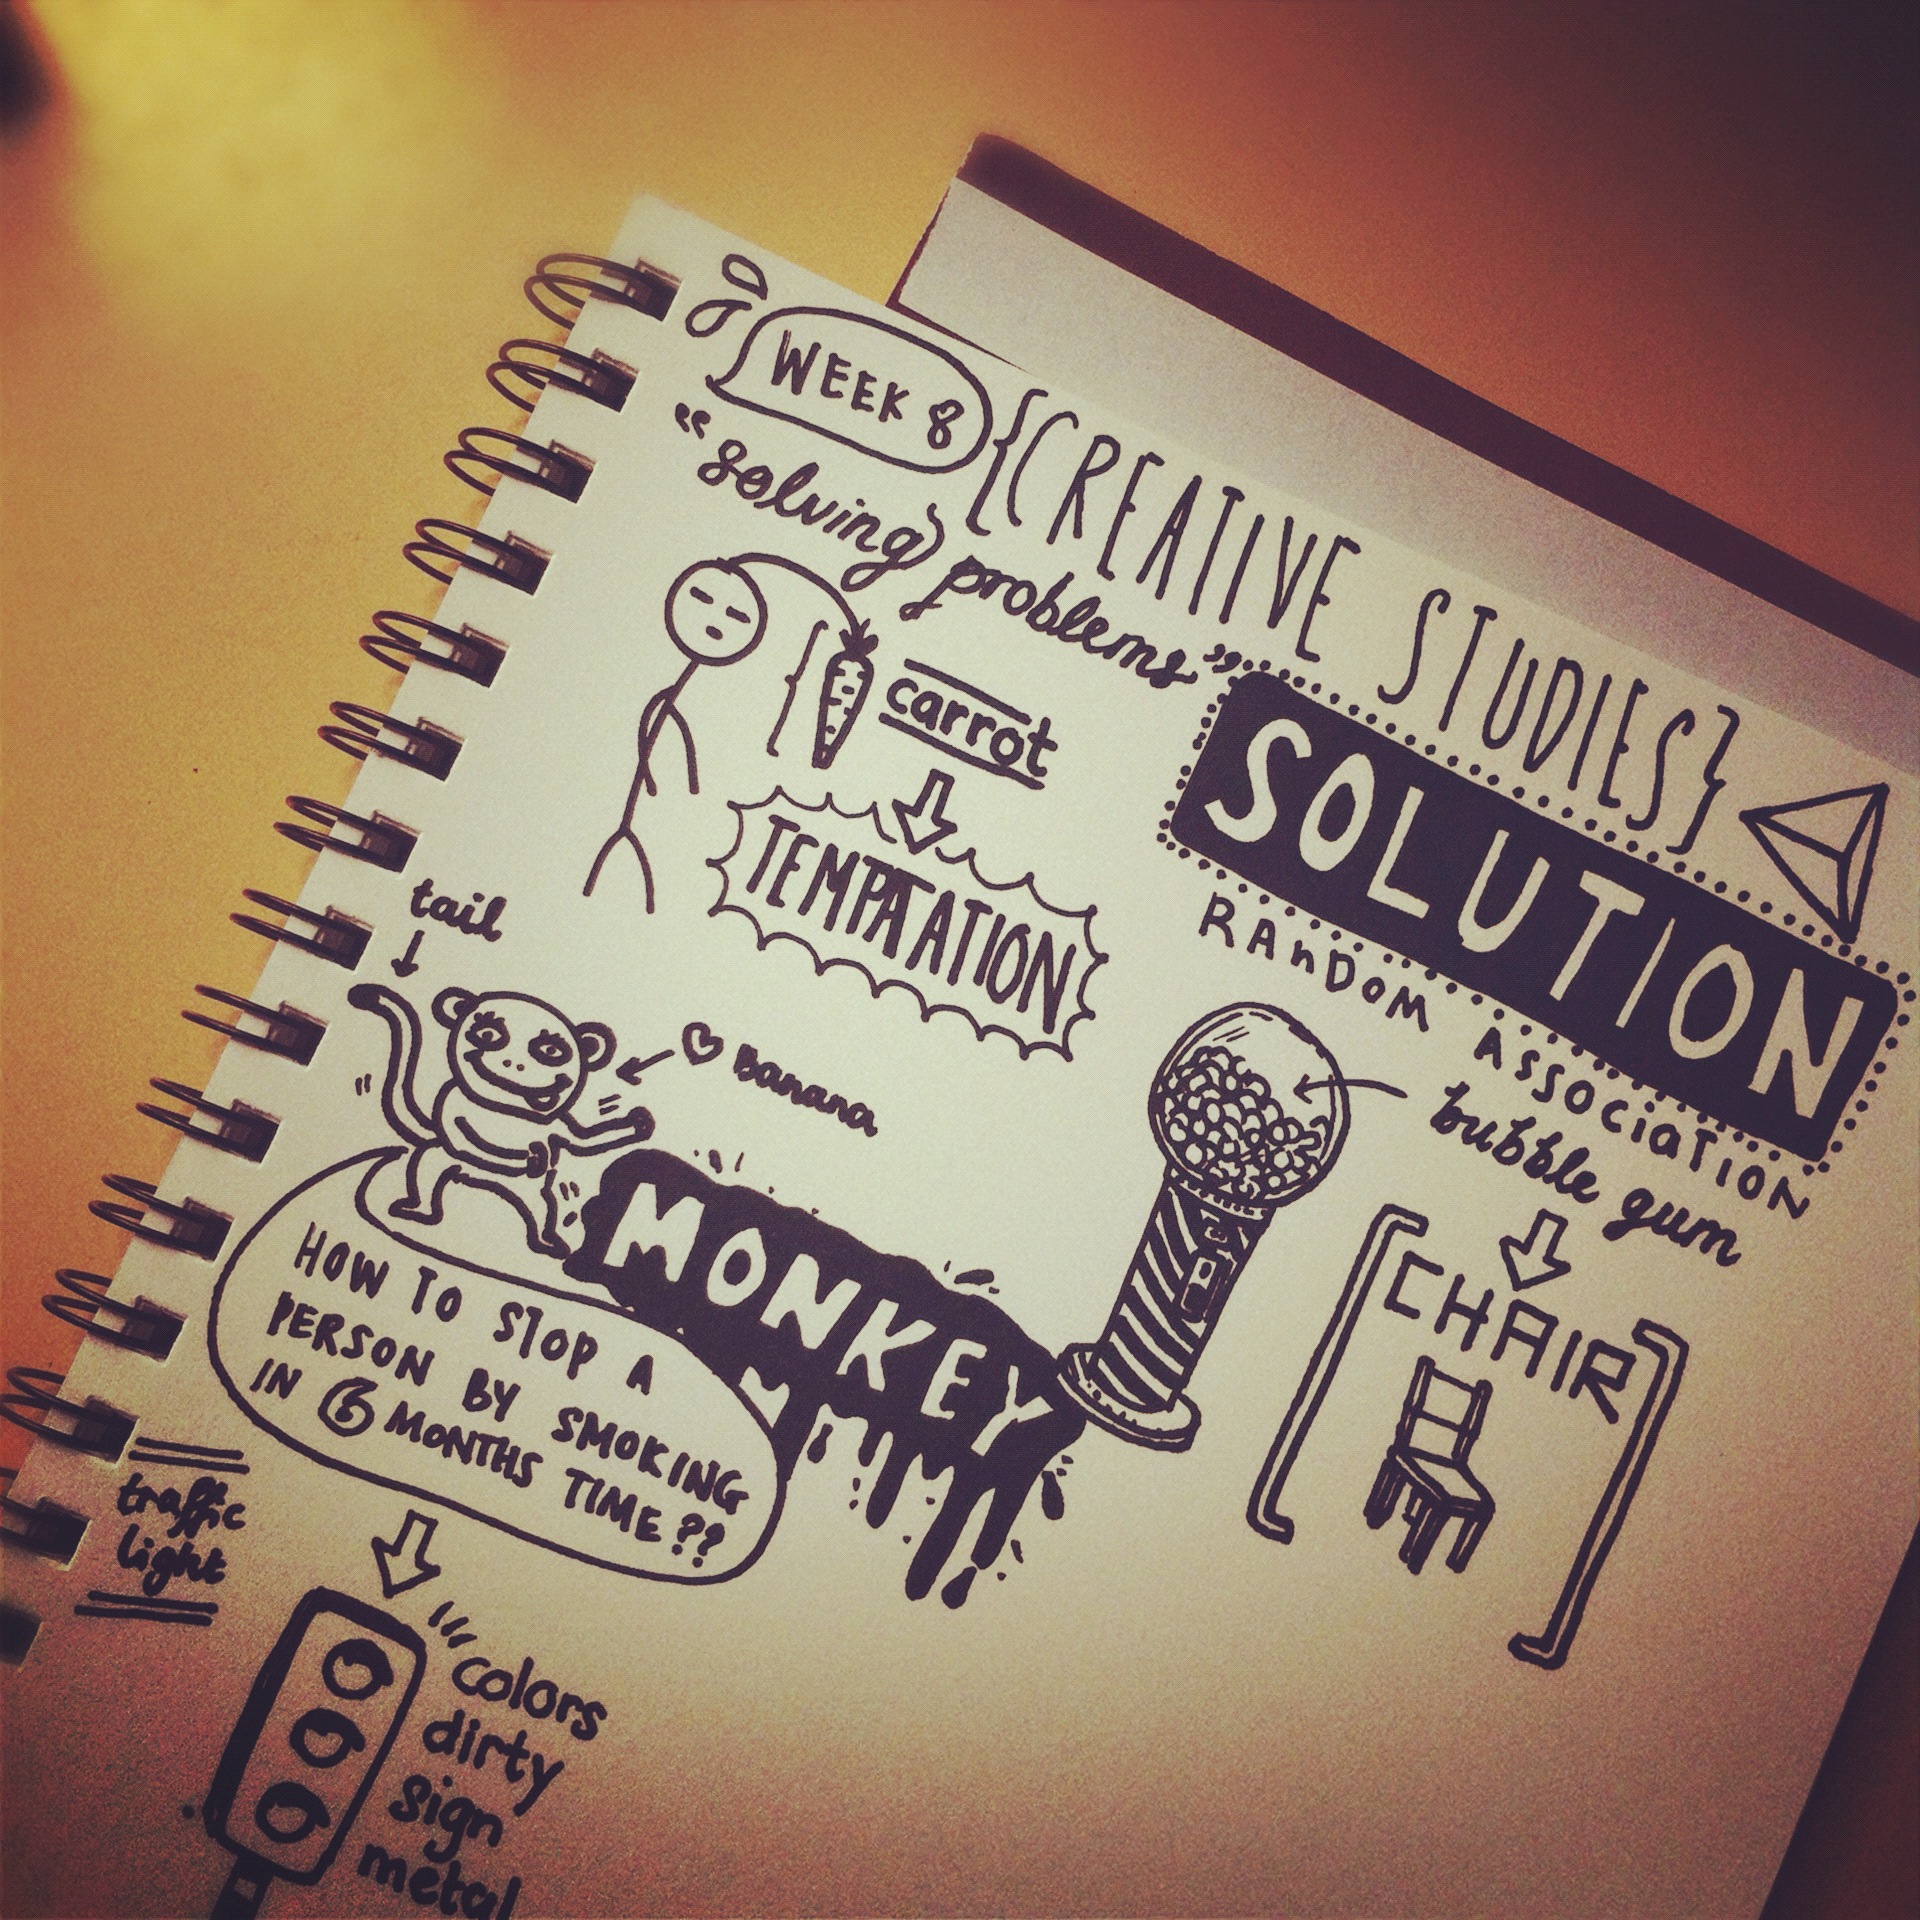 WEEK 8
{CREATIVE STUDIES}
"solving problems"
SOLUTION
RAnDOM ASSOCiaTION
carrot
TEMPATATION
tail
♡ Banana
MONKEY
bubble gum
CHAIR
HOW TO STOP A
PERSON BY SMOKING
IN 6 MONTHS TIME??
traffic
light
colors
dirty
sign
metal